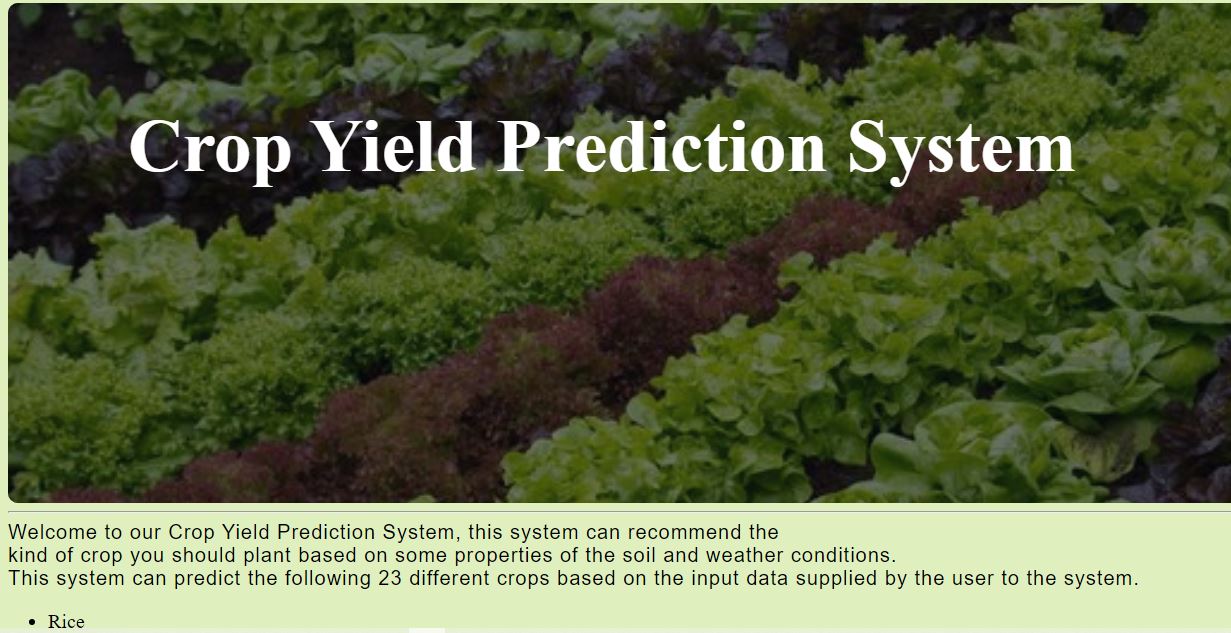 Crop Yield Prediction System
Welcome to our Crop Yield Prediction System, this system can recommend the
kind of crop you should plant based on some properties of the soil and weather conditions.
This system can predict the following 23 different crops based on the input data supplied by the user to the system.
• Rice